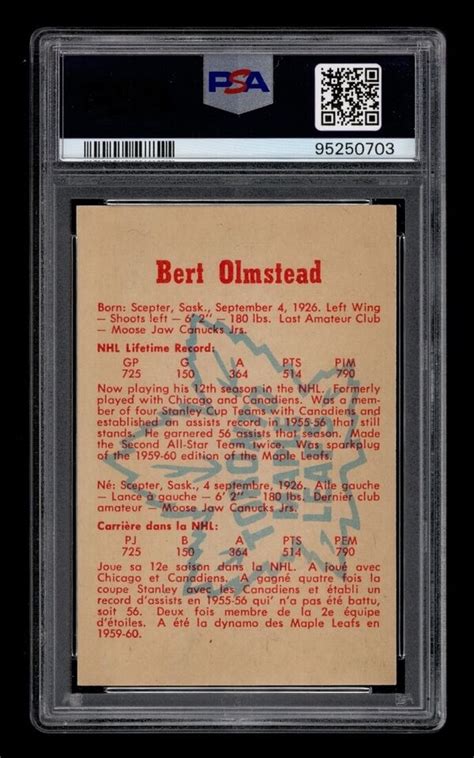 PSA
95250703
Bert Olmstead
Born: Scepter, Sask., September 4, 1926. Left Wing
— Shoots left — 6' 2" — 180 lbs. Last Amateur Club
— Moose Jaw Canucks Jrs.
NHL Lifetime Record:
GP G A PTS PIM
725 150 364 514 790
Now playing his 12th season in the NHL. Formerly
played with Chicago and Canadiens. Was a mem-
ber of four Stanley Cup Teams with Canadiens and
established an assists record in 1955-56 that still
stands. He garnered 56 assists that season. Made
the Second All-Star Team twice. Was sparkplug
of the 1959-60 edition of the Maple Leafs.
TORONTO
MAPLE
LEAFS
Né: Scepter, Sask., 4 septembre, 1926. Aile gauche
— Lance à gauche — 6' 2" — 180 lbs. Dernier club
amateur — Moose Jaw Canucks Jrs.
Carrière dans la NHL:
PJ B A PTS PEM
725 150 364 514 790
Joue sa 12e saison dans la NHL. A joué avec
Chicago et Canadiens. A gagné quatre fois la
coupe Stanley avec les Canadiens et établi un
record d'assists en 1955-56 qui' n'a pas été battu,
soit 56. Deux fois membre de la 2e équipe
d'étoiles. A été la dynamo des Maple Leafs en
1959-60.